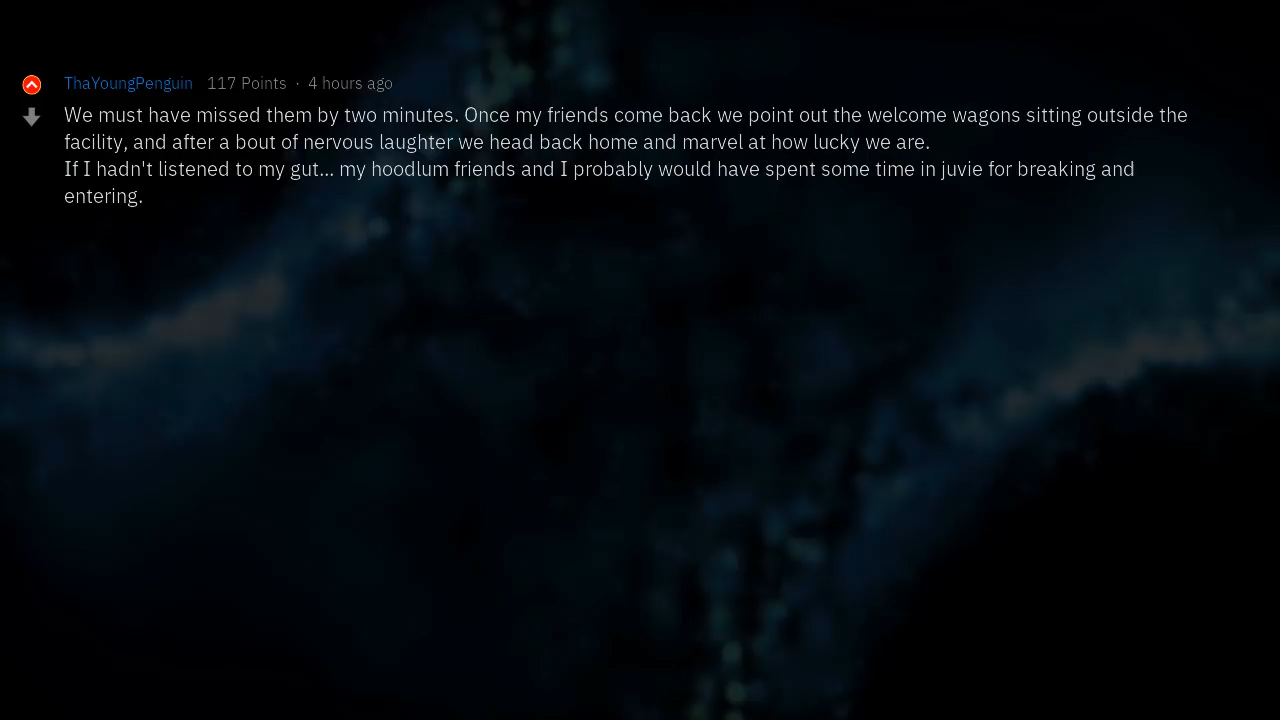 ThaYoungPenguin 117 Points · 4 hours ago
We must have missed them by two minutes. Once my friends come back we point out the welcome wagons sitting outside the
facility, and after a bout of nervous laughter we head back home and marvel at how lucky we are.
If I hadn't listened to my gut... my hoodlum friends and I probably would have spent some time in juvie for breaking and
entering.